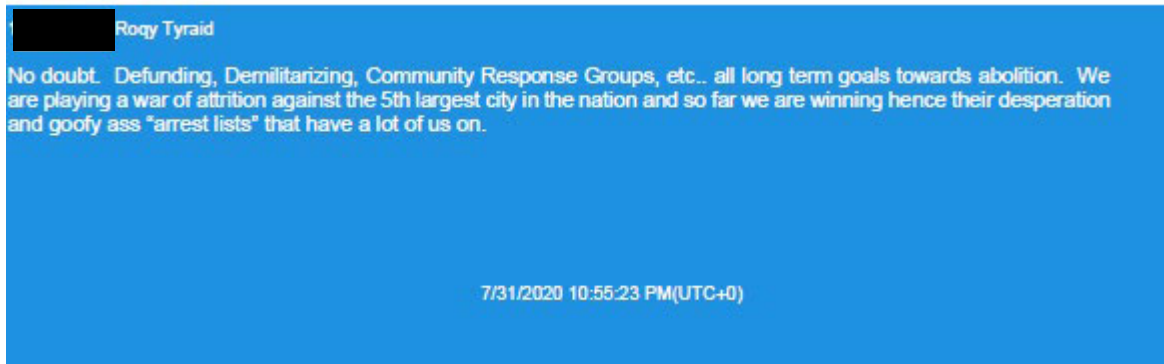 Roqy Tyraid
No doubt.  Defunding, Demilitarizing, Community Response Groups, etc.. all long term goals towards abolition.  We
are playing a war of attrition against the 5th largest city in the nation and so far we are winning hence their desperation
and goofy ass “arrest lists” that have a lot of us on.
7/31/2020 10:55:23 PM(UTC+0)